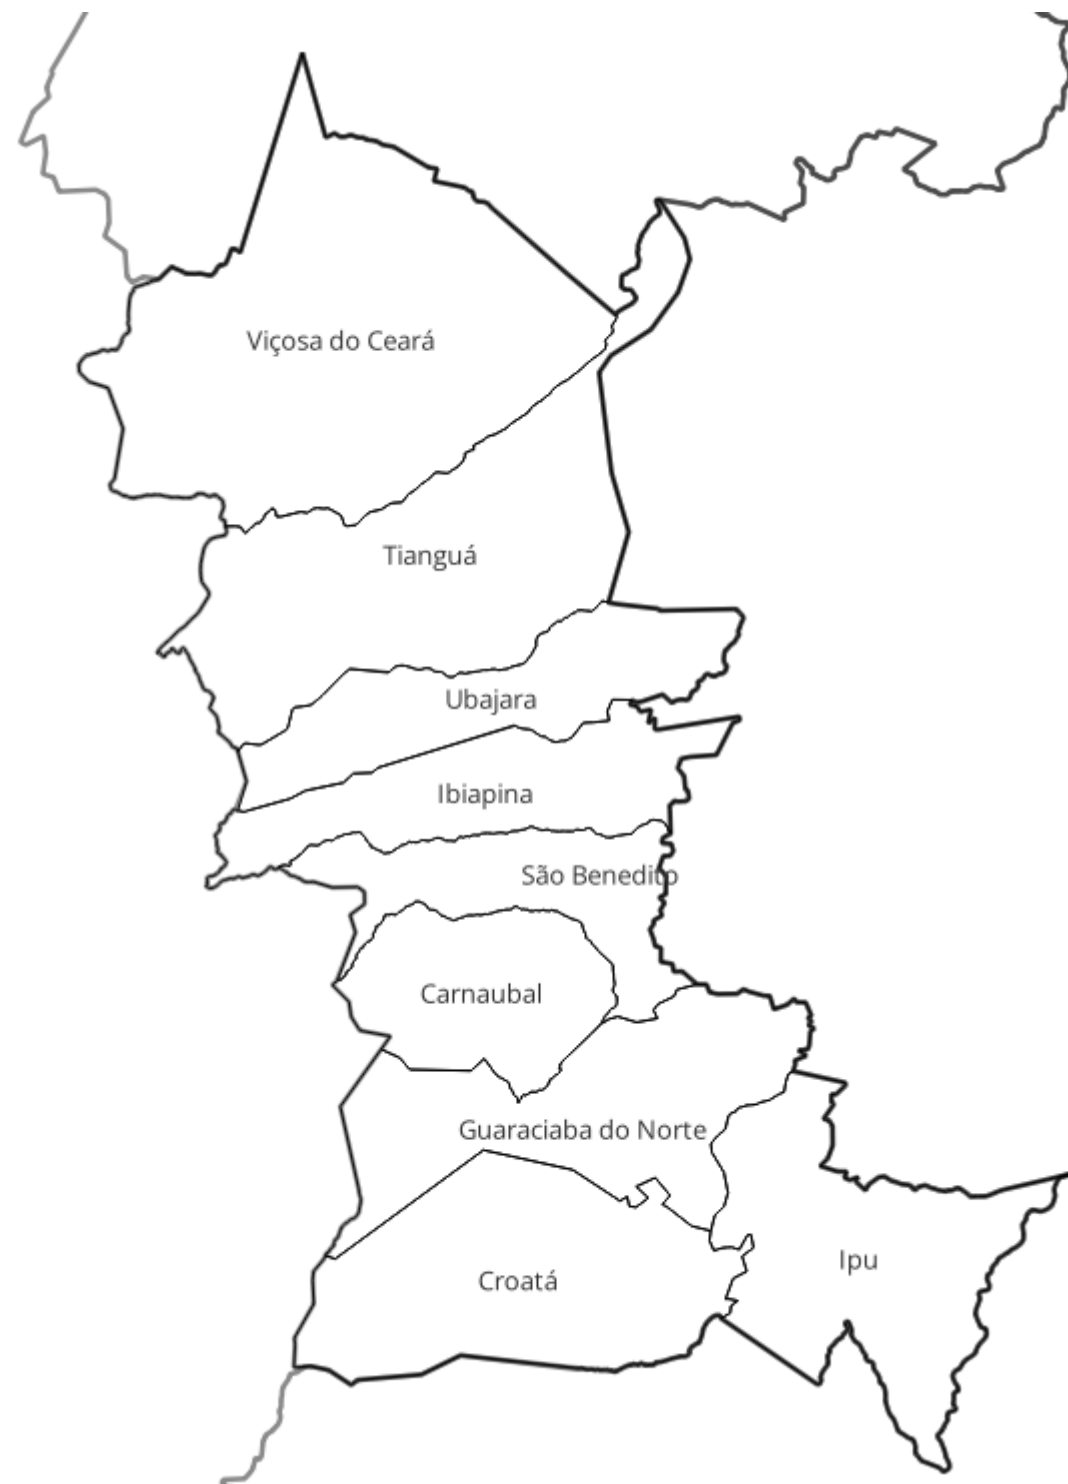 Viçosa do Ceará
Tianguá
Ubajara
Ibiapina
São Benedito
Carnaubal
Guaraciaba do Norte
Ipu
Croatá